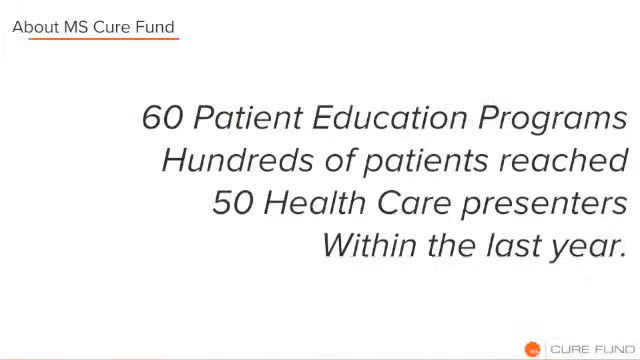 About MS Cure Fund
60 Patient Education Programs
Hundreds of patients reached
50 Health Care presenters
Within the last year.
CURE FUND